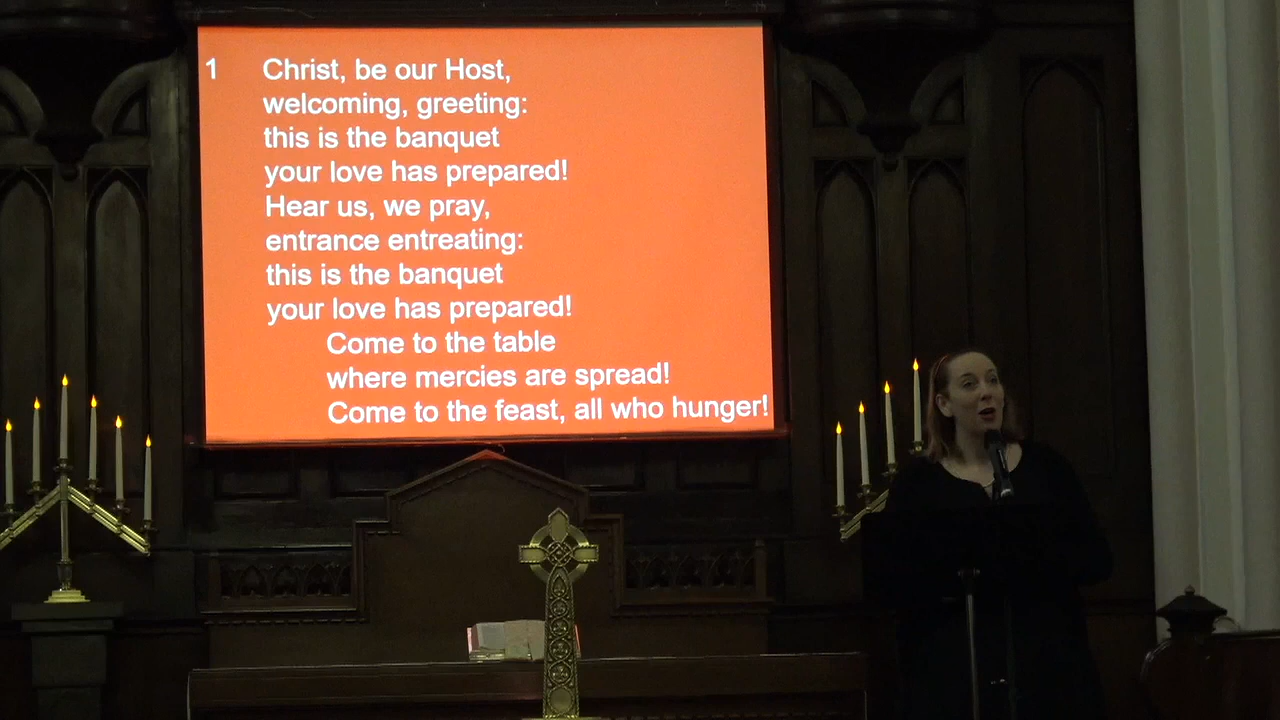 1 Christ, be our Host,
welcoming, greeting:
this is the banquet
your love has prepared!
Hear us, we pray,
entrance entreating:
this is the banquet
your love has prepared!
Come to the table
where mercies are spread!
Come to the feast, all who hunger!